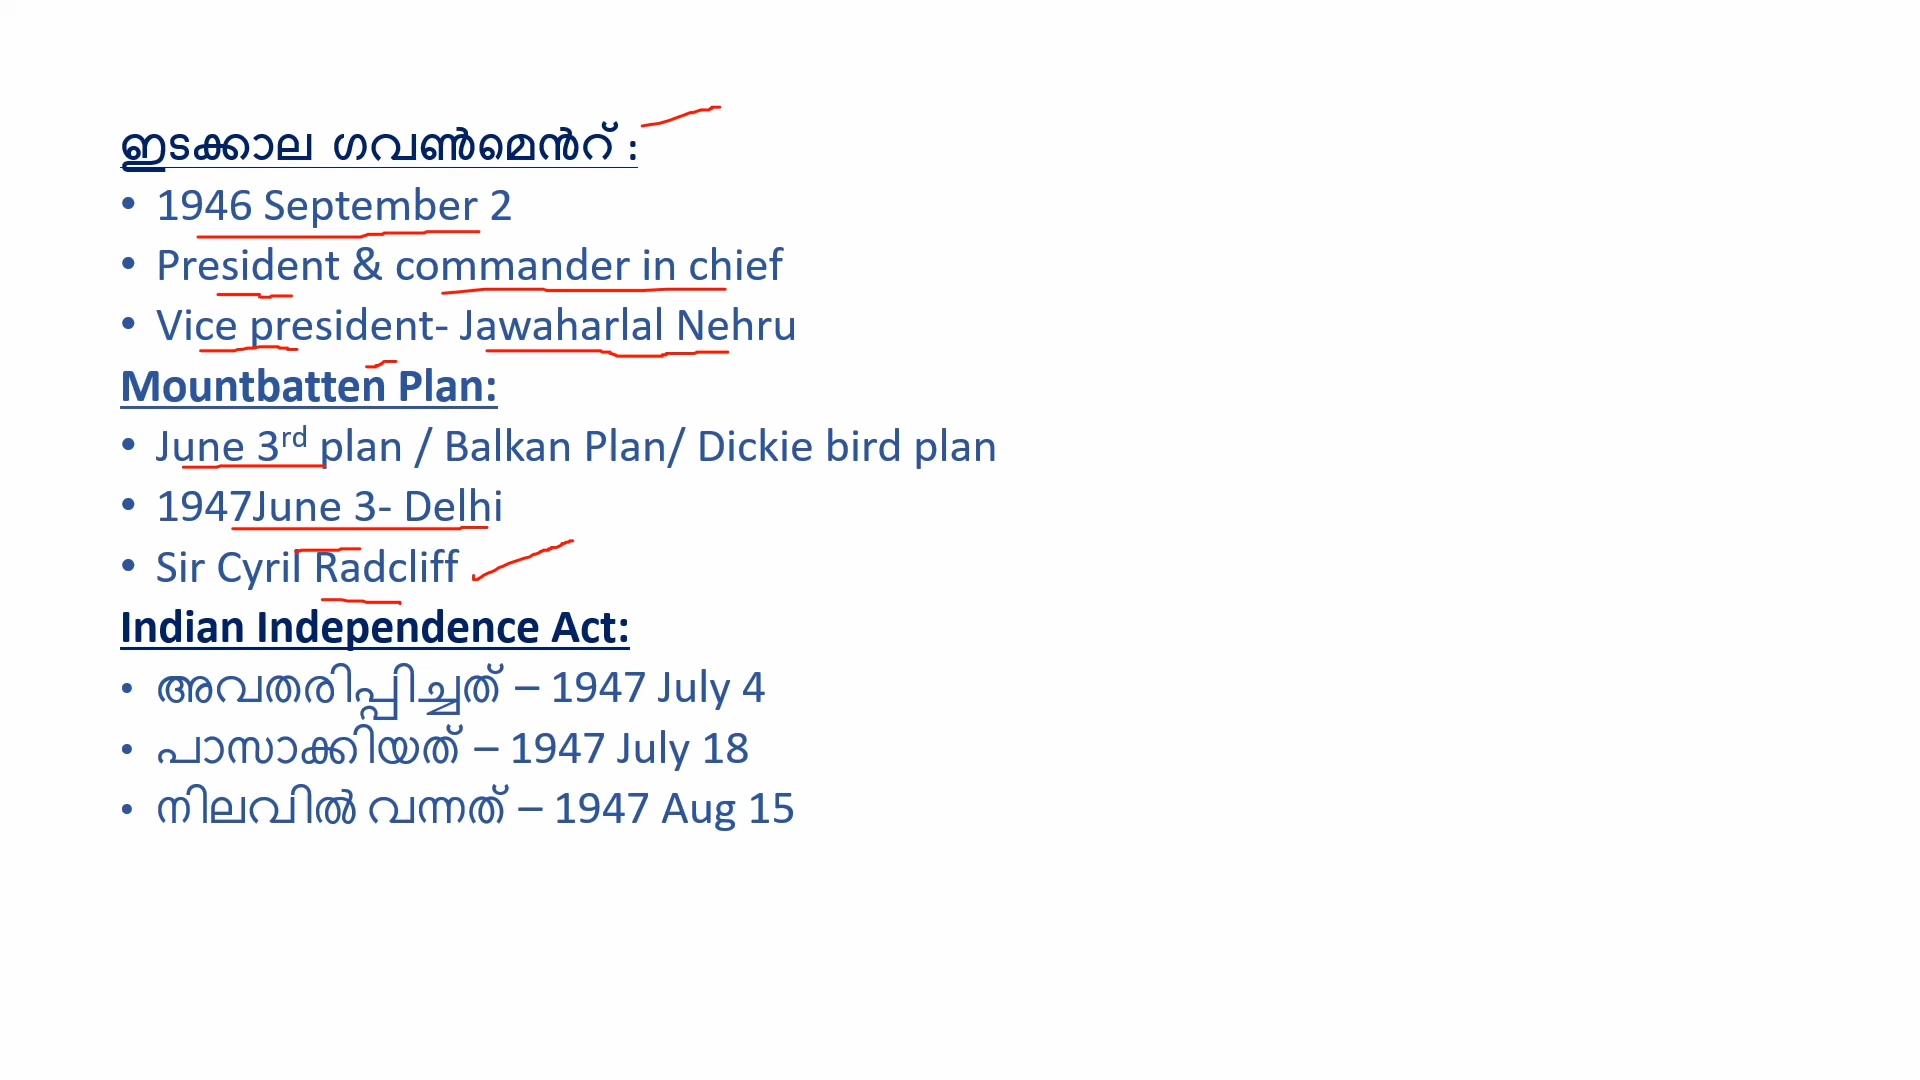 ഇടക്കാല ഗവൺമെൻറ് :
• 1946 September 2
• President & commander in chief
• Vice president- Jawaharlal Nehru
Mountbatten Plan:
• June 3rd plan / Balkan Plan/ Dickie bird plan
• 1947June 3- Delhi
• Sir Cyril Radcliff
Indian Independence Act:
• അവതരിപ്പിച്ചത് – 1947 July 4
• പാസാക്കിയത് – 1947 July 18
• നിലവിൽ വന്നത് – 1947 Aug 15